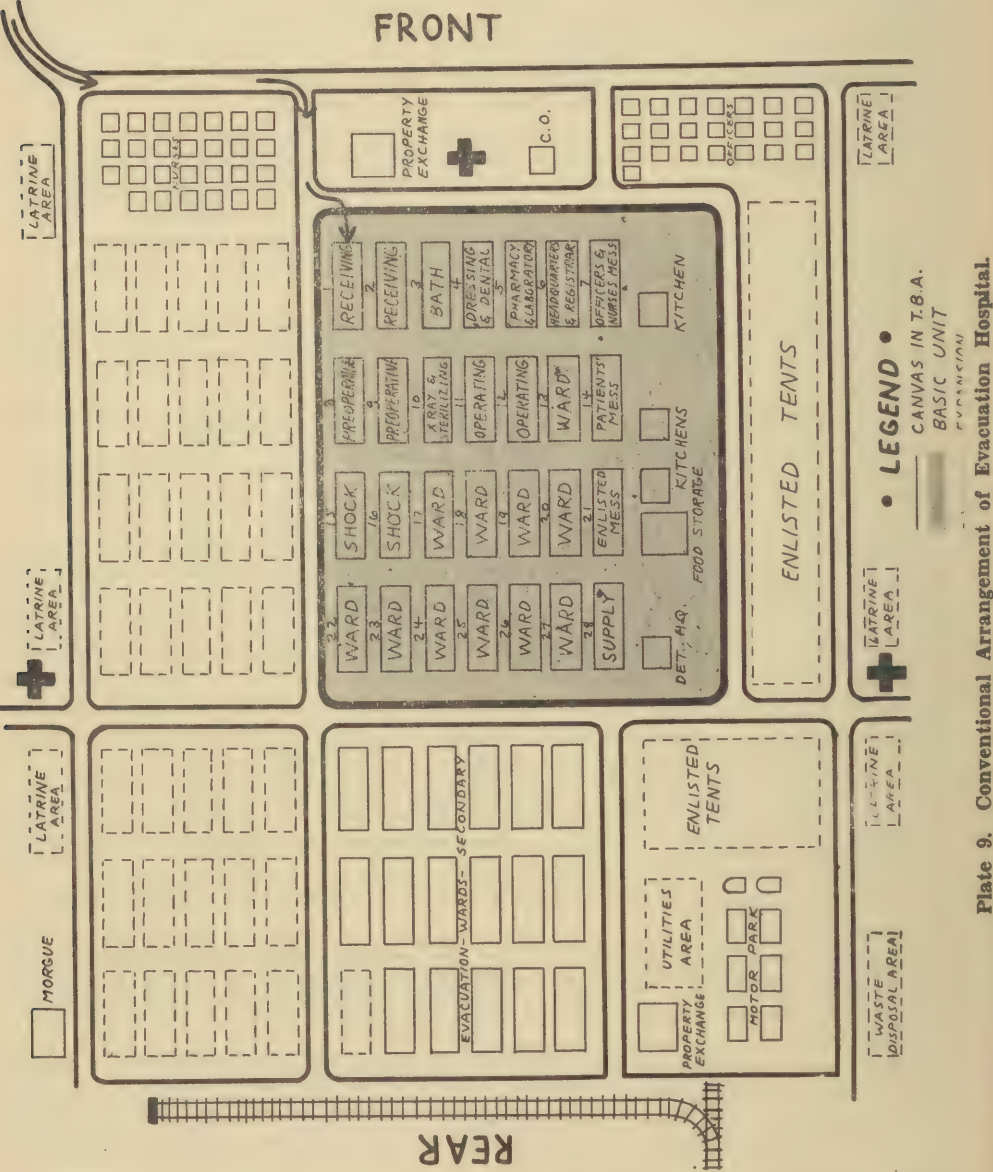 FRONT
LATRINE
AREA
NURSES
PROPERTY
EXCHANGE
C.O.
OFFICERS
LATRINE
AREA
1
RECEIVING
2
RECEIVING
3
BATH
4
DRESSING
& DENTAL
5
PHARMACY
& LABORATORY
6
HEADQUARTERS
& REGISTRAR
7
OFFICERS &
NURSES MESS
KITCHEN
8
PREOPERATIVE
9
PREOPERATIVE
10
X RAY &
STERILIZING
11
OPERATING
12
OPERATING
13
WARD
14
PATIENTS'
MESS
KITCHENS
15
SHOCK
16
SHOCK
17
WARD
18
WARD
19
WARD
20
WARD
21
ENLISTED
MESS
FOOD STORAGE
22
WARD
23
WARD
24
WARD
25
WARD
26
WARD
27
WARD
28
SUPPLY
DET. HQ.
ENLISTED TENTS
LATRINE
AREA
LATRINE
AREA
LATRINE
AREA
MORGUE
EVACUATION-WARDS-SECONDARY
ENLISTED
TENTS
UTILITIES
AREA
PROPERTY
EXCHANGE
MOTOR PARK
LATRINE
AREA
WASTE
DISPOSAL AREA
REAR
• LEGEND •
CANVAS IN T.B.A.
BASIC UNIT
Plate 9. Conventional Arrangement of Evacuation Hospital.